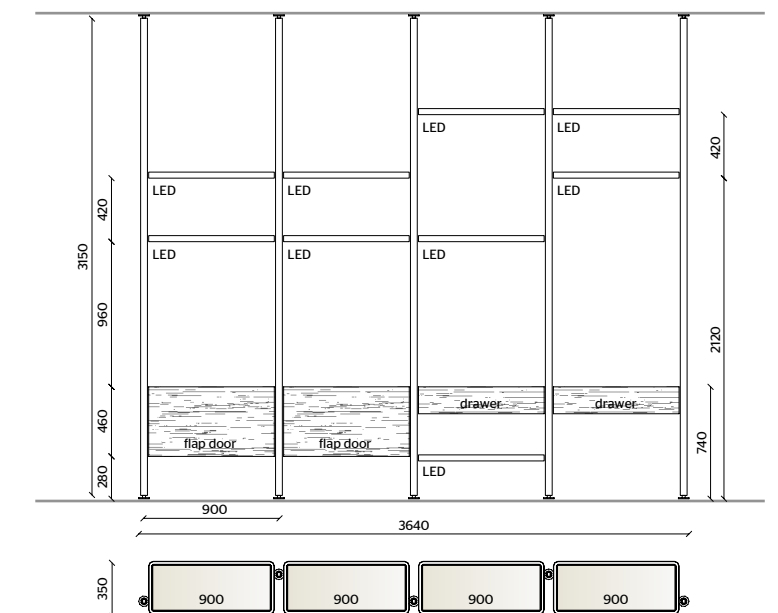 LED LED
420
LED LED
LED
420
3150
LED LED LED
960
2120
drawer drawer
460
flap door flap door
740
LED
280
900
3640
350
900 900 900 900